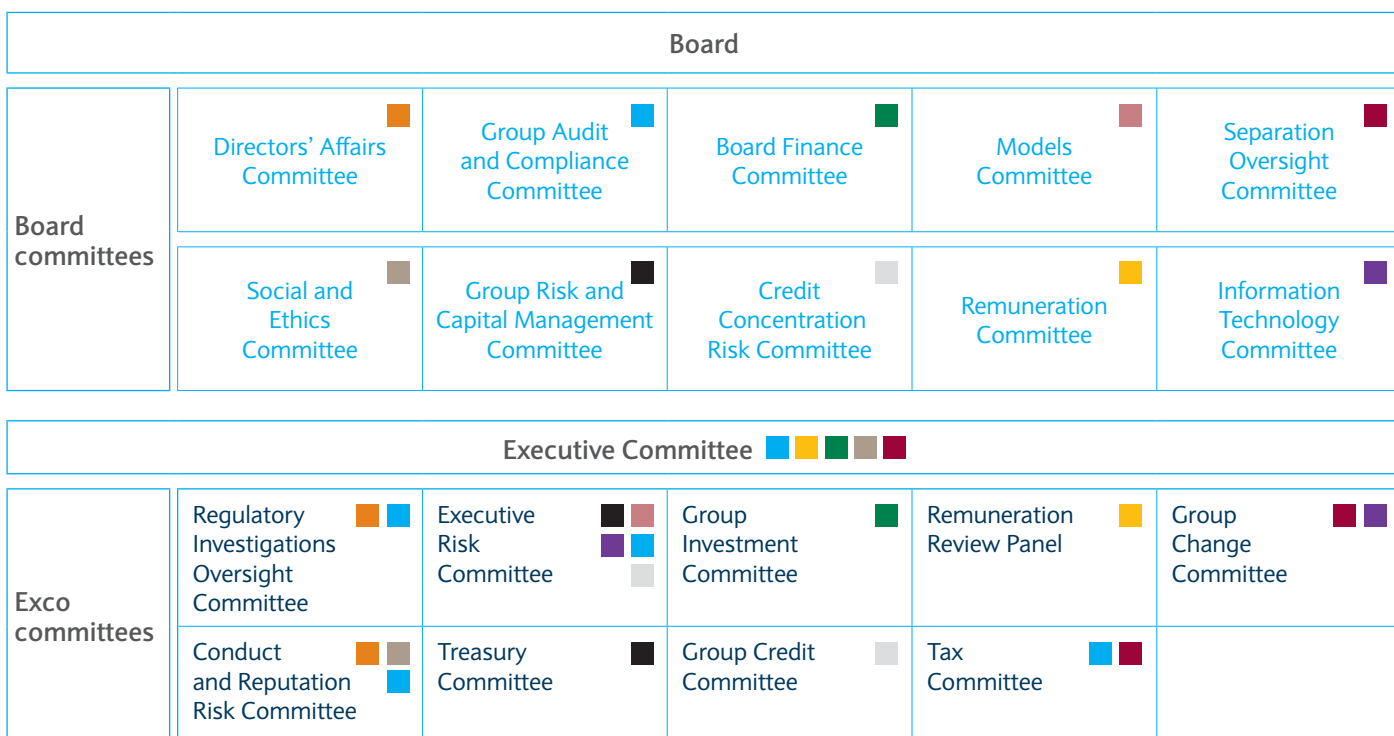 Board
Board
committees
Directors’ Affairs
Committee
Group Audit
and Compliance
Committee
Board Finance
Committee
Models
Committee
Separation
Oversight
Committee
Social and
Ethics
Committee
Group Risk and
Capital Management
Committee
Credit
Concentration
Risk Committee
Remuneration
Committee
Information
Technology
Committee
Executive Committee
Exco
committees
Regulatory
Investigations
Oversight
Committee
Executive
Risk
Committee
Group
Investment
Committee
Remuneration
Review Panel
Group
Change
Committee
Conduct
and Reputation
Risk Committee
Treasury
Committee
Group Credit
Committee
Tax
Committee